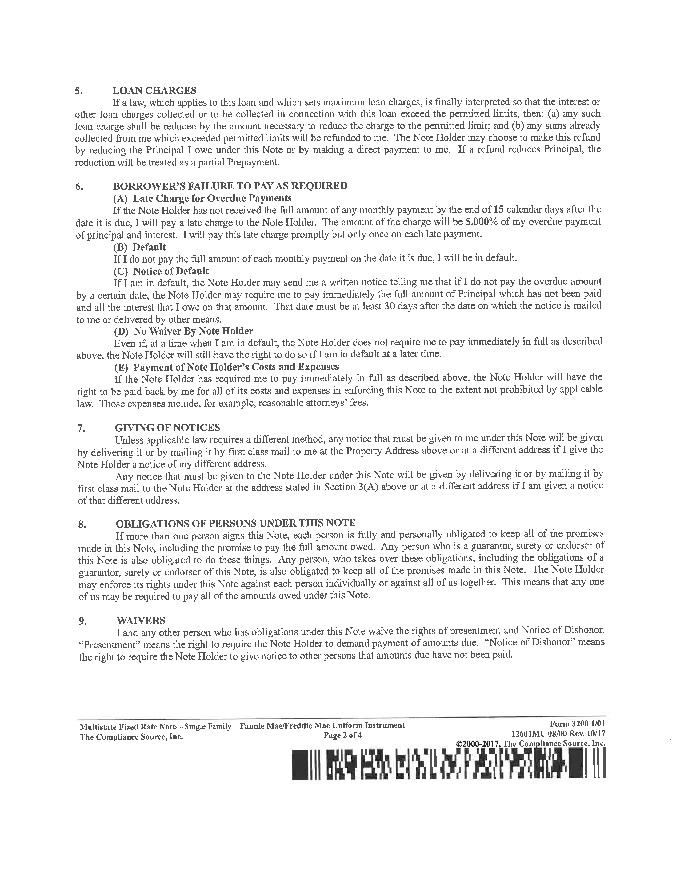 5. LOAN CHARGES
If a law, which applies to this loan and which sets maximum loan charges, is finally interpreted so that the interest or
other loan charges collected or to be collected in connection with this loan exceed the permitted limits, then: (a) any such
loan charge shall be reduced by the amount necessary to reduce the charge to the permitted limit; and (b) any sums already
collected from me which exceeded permitted limits will be refunded to me. The Note Holder may choose to make this refund
by reducing the Principal I owe under this Note or by making a direct payment to me. If a refund reduces Principal, the
reduction will be treated as a partial Prepayment.
6. BORROWER'S FAILURE TO PAY AS REQUIRED
(A) Late Charge for Overdue Payments
If the Note Holder has not received the full amount of any monthly payment by the end of 15 calendar days after the
date it is due, I will pay a late charge to the Note Holder. The amount of the charge will be 5.000% of my overdue payment
of principal and interest. I will pay this late charge promptly but only once on each late payment.
(B) Default
If I do not pay the full amount of each monthly payment on the date it is due, I will be in default.
(C) Notice of Default
If I am in default, the Note Holder may send me a written notice telling me that if I do not pay the overdue amount
by a certain date, the Note Holder may require me to pay immediately the full amount of Principal which has not been paid
and all the interest that I owe on that amount. That date must be at least 30 days after the date on which the notice is mailed
to me or delivered by other means.
(D) No Waiver By Note Holder
Even if, at a time when I am in default, the Note Holder does not require me to pay immediately in full as described
above, the Note Holder will still have the right to do so if I am in default at a later time.
(E) Payment of Note Holder's Costs and Expenses
If the Note Holder has required me to pay immediately in full as described above, the Note Holder will have the
right to be paid back by me for all of its costs and expenses in enforcing this Note to the extent not prohibited by applicable
law. Those expenses include, for example, reasonable attorneys' fees.
7. GIVING OF NOTICES
Unless applicable law requires a different method, any notice that must be given to me under this Note will be given
by delivering it or by mailing it by first class mail to me at the Property Address above or at a different address if I give the
Note Holder a notice of my different address.
Any notice that must be given to the Note Holder under this Note will be given by delivering it or by mailing it by
first class mail to the Note Holder at the address stated in Section 3(A) above or at a different address if I am given a notice
of that different address.
8. OBLIGATIONS OF PERSONS UNDER THIS NOTE
If more than one person signs this Note, each person is fully and personally obligated to keep all of the promises
made in this Note, including the promise to pay the full amount owed. Any person who is a guarantor, surety or endorser of
this Note is also obligated to do these things. Any person, who takes over these obligations, including the obligations of a
guarantor, surety or endorser of this Note, is also obligated to keep all of the promises made in this Note. The Note Holder
may enforce its rights under this Note against each person individually or against all of us together. This means that any one
of us may be required to pay all of the amounts owed under this Note.
9. WAIVERS
I and any other person who has obligations under this Note waive the rights of presentment and Notice of Dishonor.
"Presentment" means the right to require the Note Holder to demand payment of amounts due. "Notice of Dishonor" means
the right to require the Note Holder to give notice to other persons that amounts due have not been paid.
Multistate Fixed Rate Note - Single Family Fannie Mae/Freddie Mac Uniform Instrument Form 3200 1/01
The Compliance Source, Inc. Page 2 of 4 12601MU 08/00 Rev. 10/17
©2000-2017, The Compliance Source, Inc.